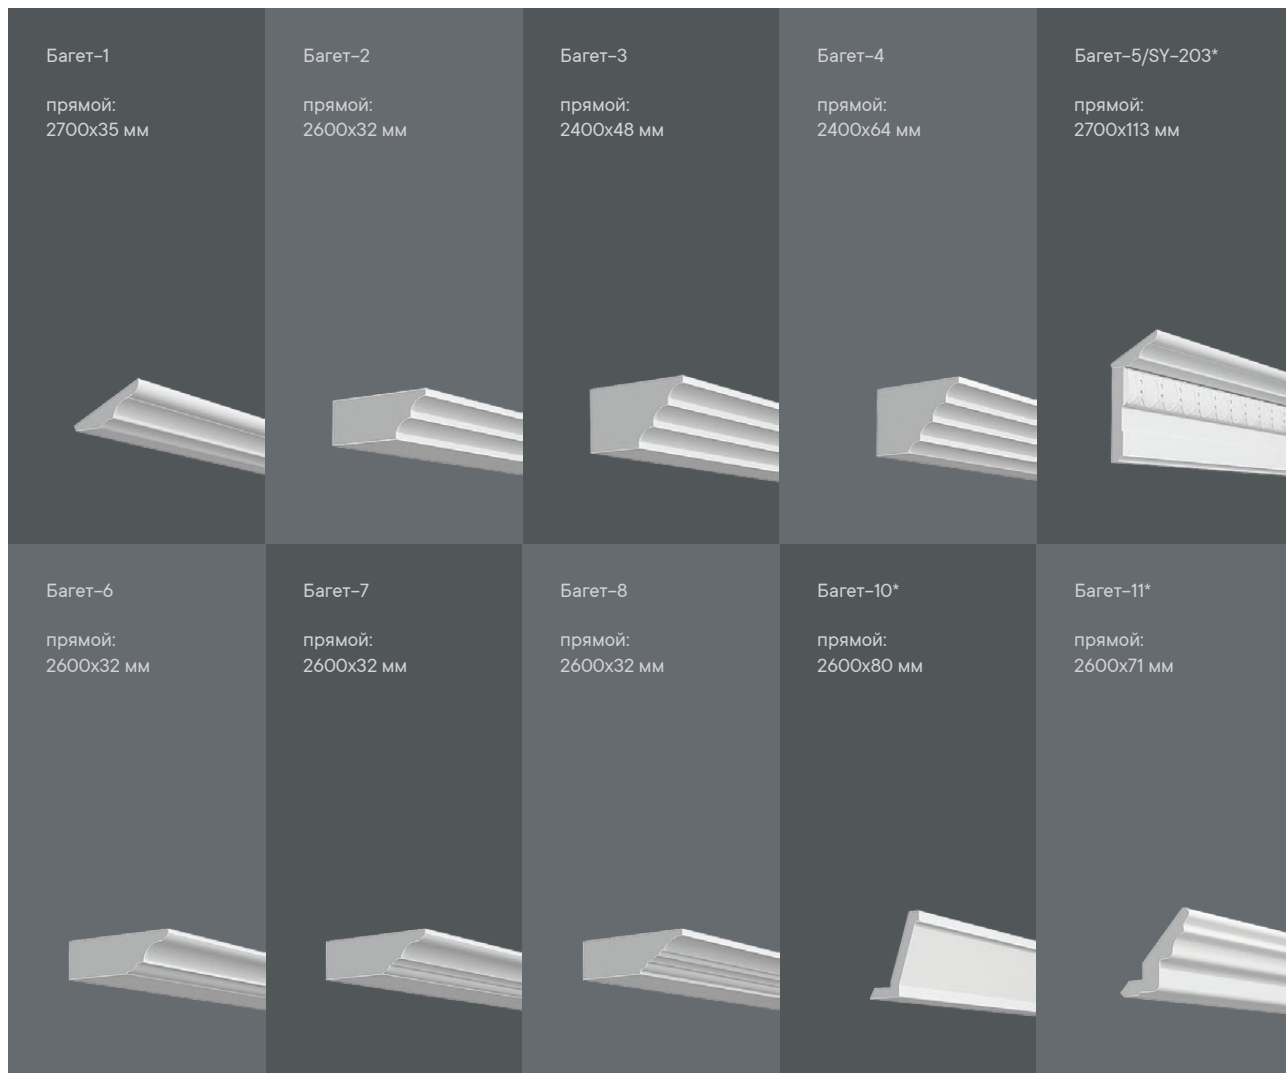 Багет–1
прямой:
2700x35 мм
Багет–2
прямой:
2600x32 мм
Багет–3
прямой:
2400x48 мм
Багет–4
прямой:
2400x64 мм
Багет–5/SY–203*
прямой:
2700x113 мм
Багет–6
прямой:
2600x32 мм
Багет–7
прямой:
2600x32 мм
Багет–8
прямой:
2600x32 мм
Багет–10*
прямой:
2600x80 мм
Багет–11*
прямой:
2600x71 мм